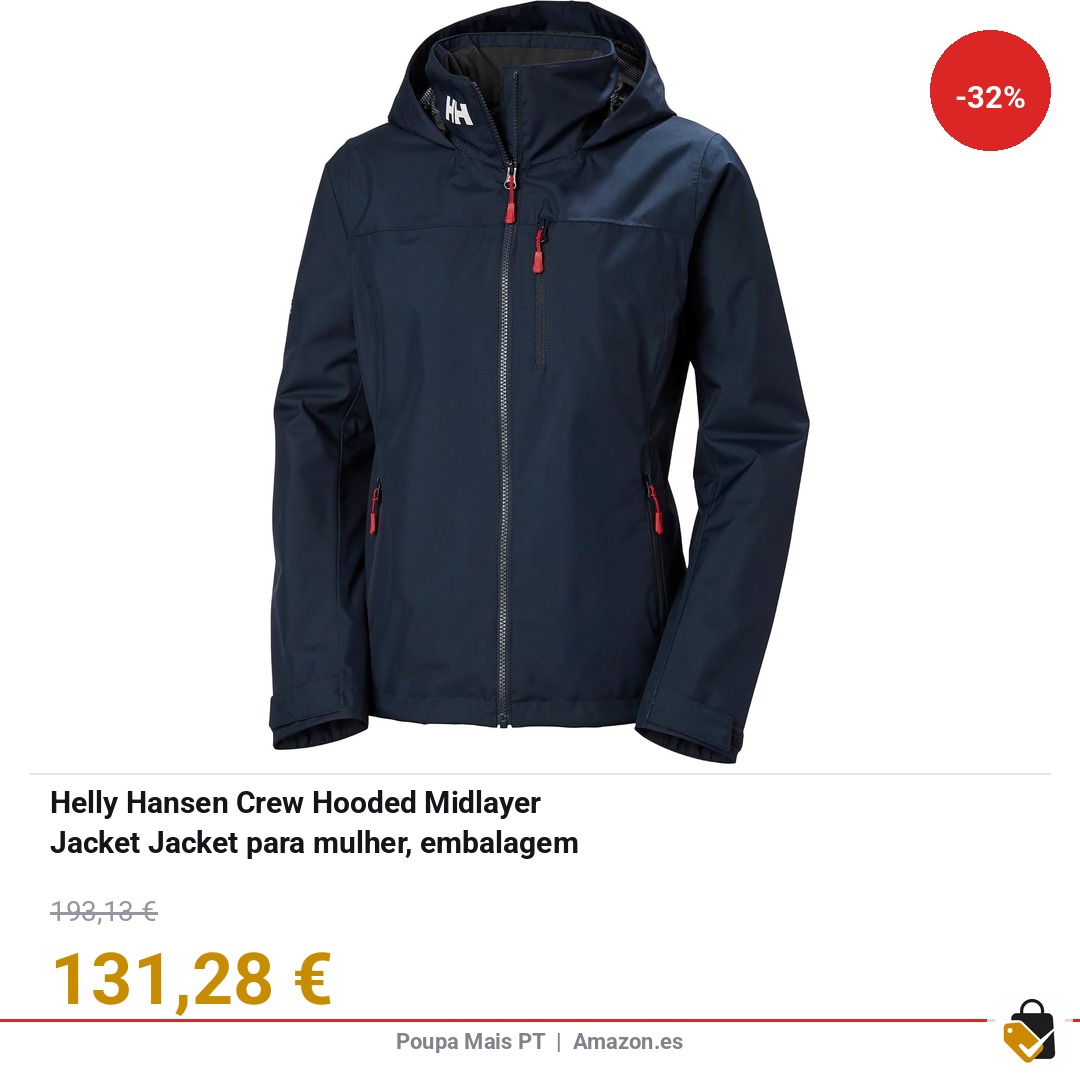 HH
-32%
Helly Hansen Crew Hooded Midlayer
Jacket Jacket para mulher, embalagem
193,13 €
131,28 €
Poupa Mais PT | Amazon.es